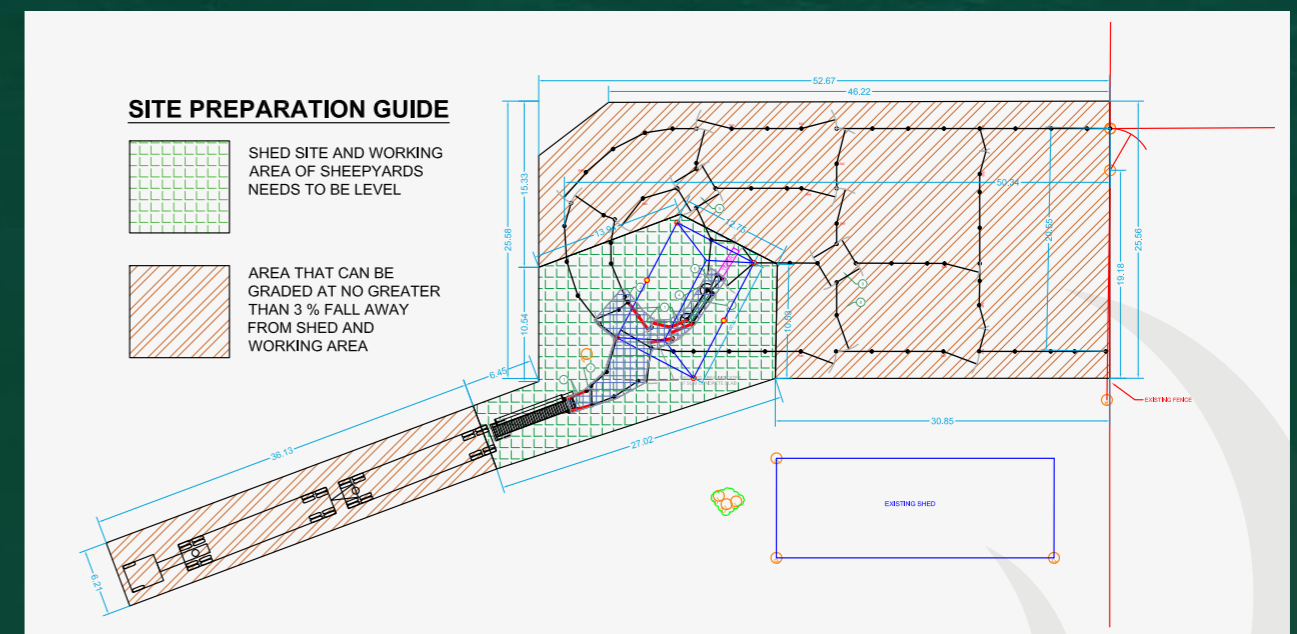 SITE PREPARATION GUIDE
SHED SITE AND WORKING
AREA OF SHEEPYARDS
NEEDS TO BE LEVEL
AREA THAT CAN BE
GRADED AT NO GREATER
THAN 3 % FALL AWAY
FROM SHED AND
WORKING AREA
52.67
46.22
15.33
25.58
50.34
12.75
20.55
25.56
19.18
10.54
6.45
EXISTING FENCE
30.85
27.02
36.13
EXISTING SHED
6.21